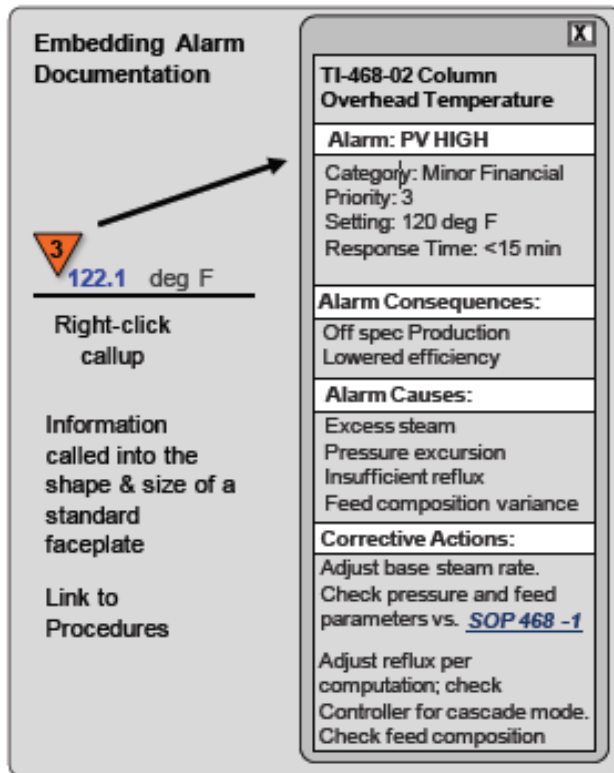 Embedding Alarm
Documentation
3
122.1 deg F
Right-click
callup
Information
called into the
shape & size of a
standard
faceplate
Link to
Procedures
X
TI-468-02 Column
Overhead Temperature
Alarm: PV HIGH
Category: Minor Financial
Priority: 3
Setting: 120 deg F
Response Time: <15 min
Alarm Consequences:
Off spec Production
Lowered efficiency
Alarm Causes:
Excess steam
Pressure excursion
Insufficient reflux
Feed composition variance
Corrective Actions:
Adjust base steam rate.
Check pressure and feed
parameters vs. SOP 468 -1
Adjust reflux per
computation; check
Controller for cascade mode.
Check feed composition